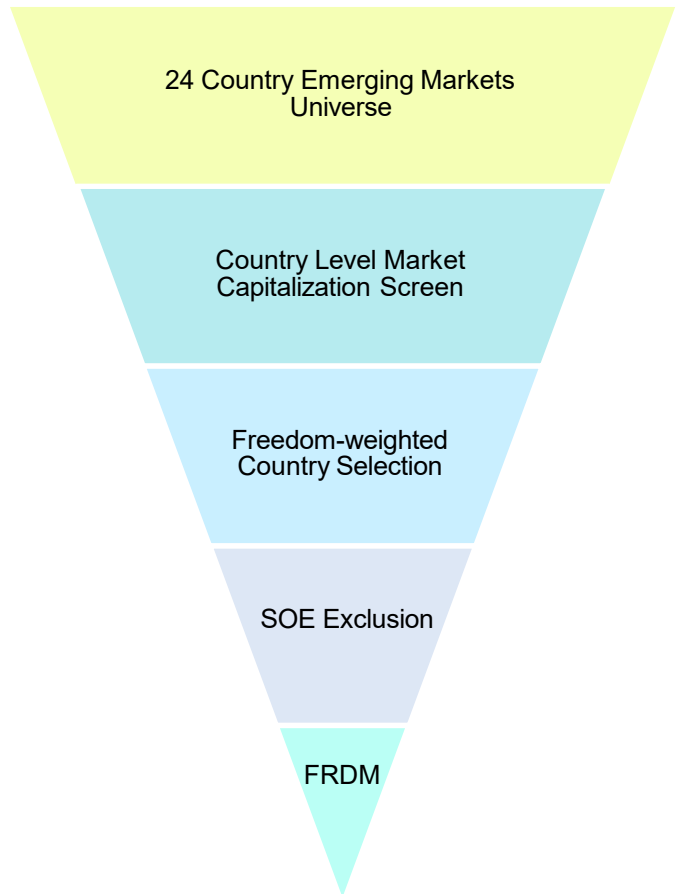 24 Country Emerging Markets
Universe
Country Level Market
Capitalization Screen
Freedom-weighted
Country Selection
SOE Exclusion
FRDM